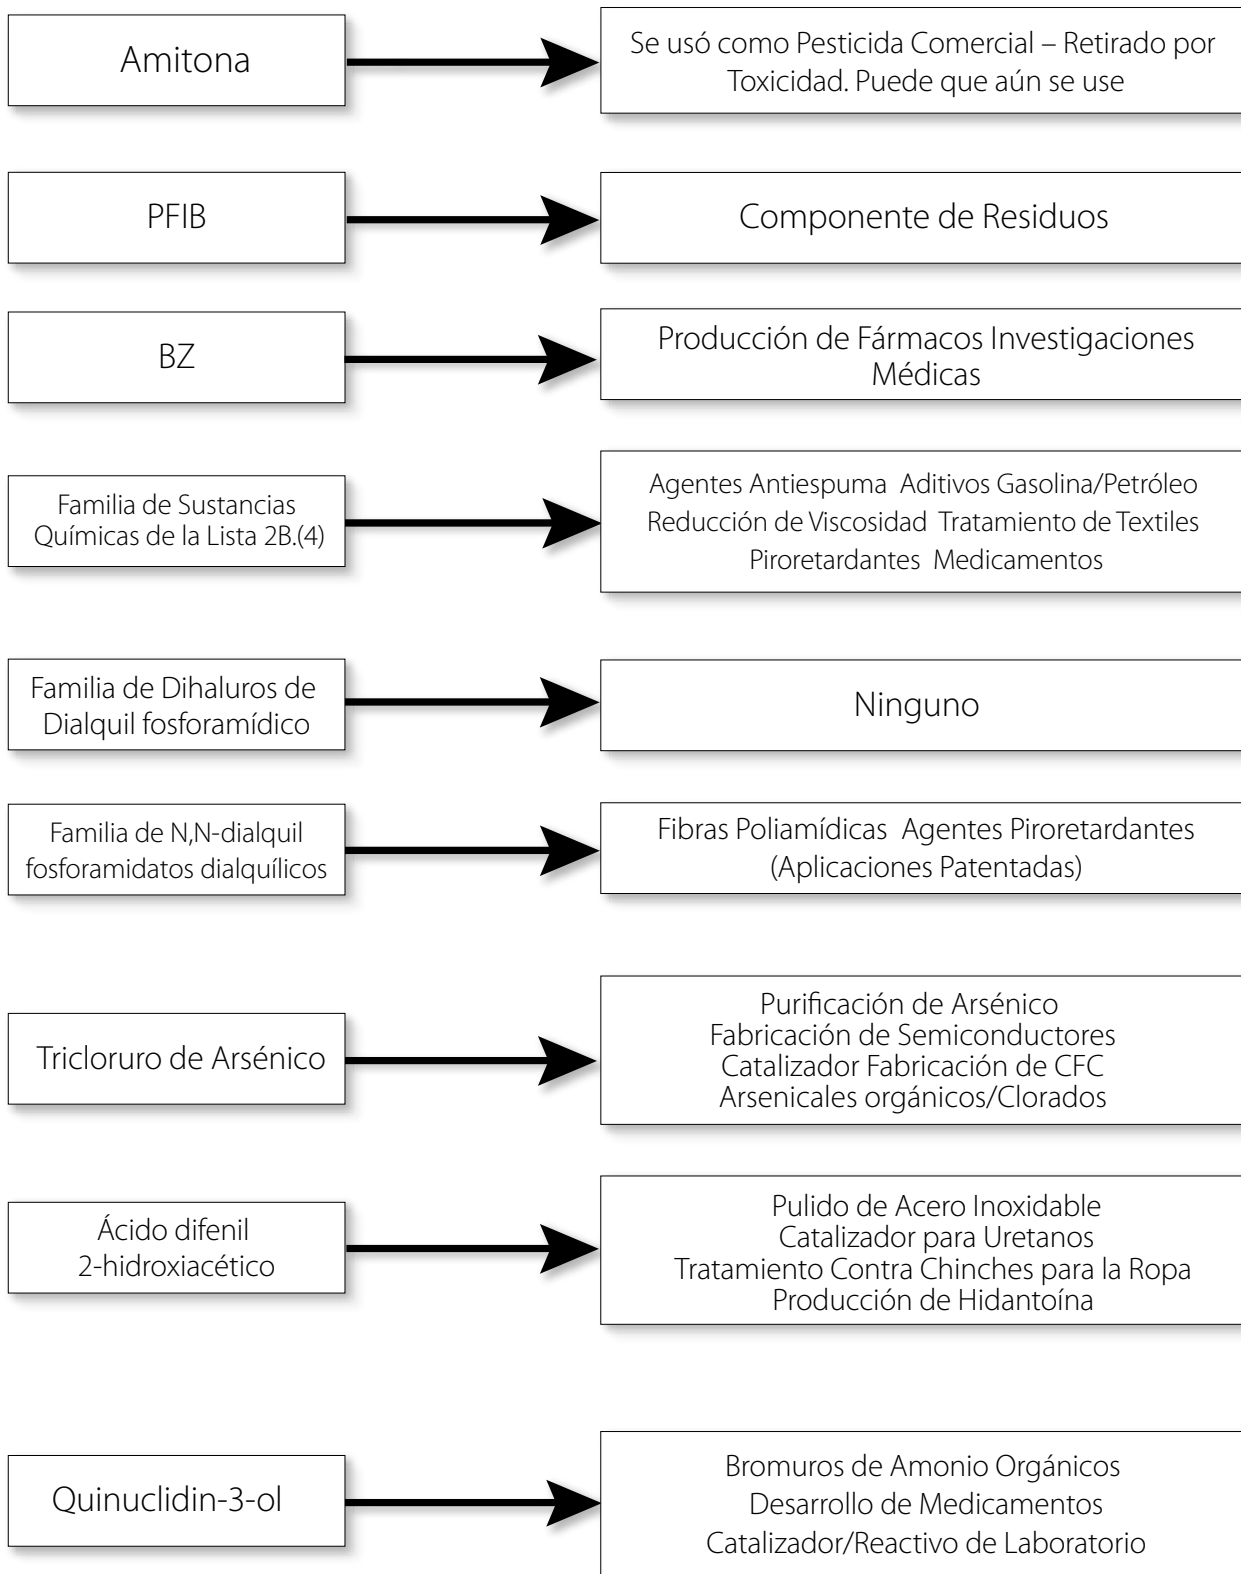 Amitona
Se usó como Pesticida Comercial – Retirado por
Toxicidad. Puede que aún se use
PFIB
Componente de Residuos
BZ
Producción de Fármacos Investigaciones
Médicas
Familia de Sustancias
Químicas de la Lista 2B.(4)
Agentes Antiespuma Aditivos Gasolina/Petróleo
Reducción de Viscosidad Tratamiento de Textiles
Piroretardantes Medicamentos
Familia de Dihaluros de
Dialquil fosforamídico
Ninguno
Familia de N,N-dialquil
fosforamidatos dialquílicos
Fibras Poliamídicas Agentes Piroretardantes
(Aplicaciones Patentadas)
Tricloruro de Arsénico
Purificación de Arsénico
Fabricación de Semiconductores
Catalizador Fabricación de CFC
Arsenicales orgánicos/Clorados
Ácido difenil
2-hidroxiacético
Pulido de Acero Inoxidable
Catalizador para Uretanos
Tratamiento Contra Chinches para la Ropa
Producción de Hidantoína
Quinuclidin-3-ol
Bromuros de Amonio Orgánicos
Desarrollo de Medicamentos
Catalizador/Reactivo de Laboratorio